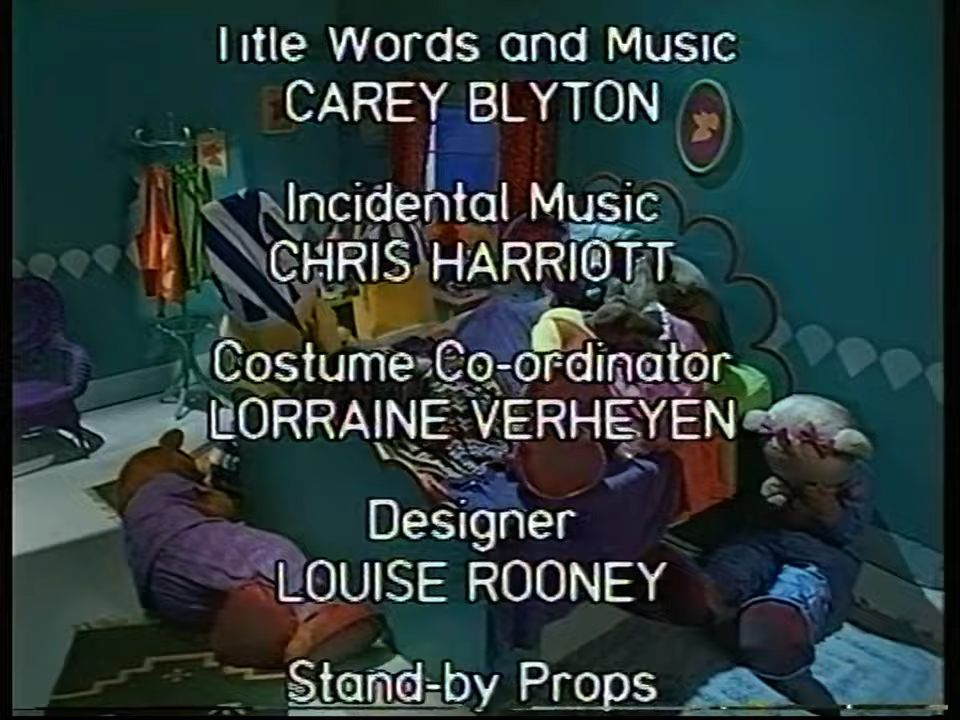 Title Words and Music
CAREY BLYTON
Incidental Music
CHRIS HARRIOTT
Costume Co-ordinator
LORRAINE VERHEYEN
Designer
LOUISE ROONEY
Stand-by Props